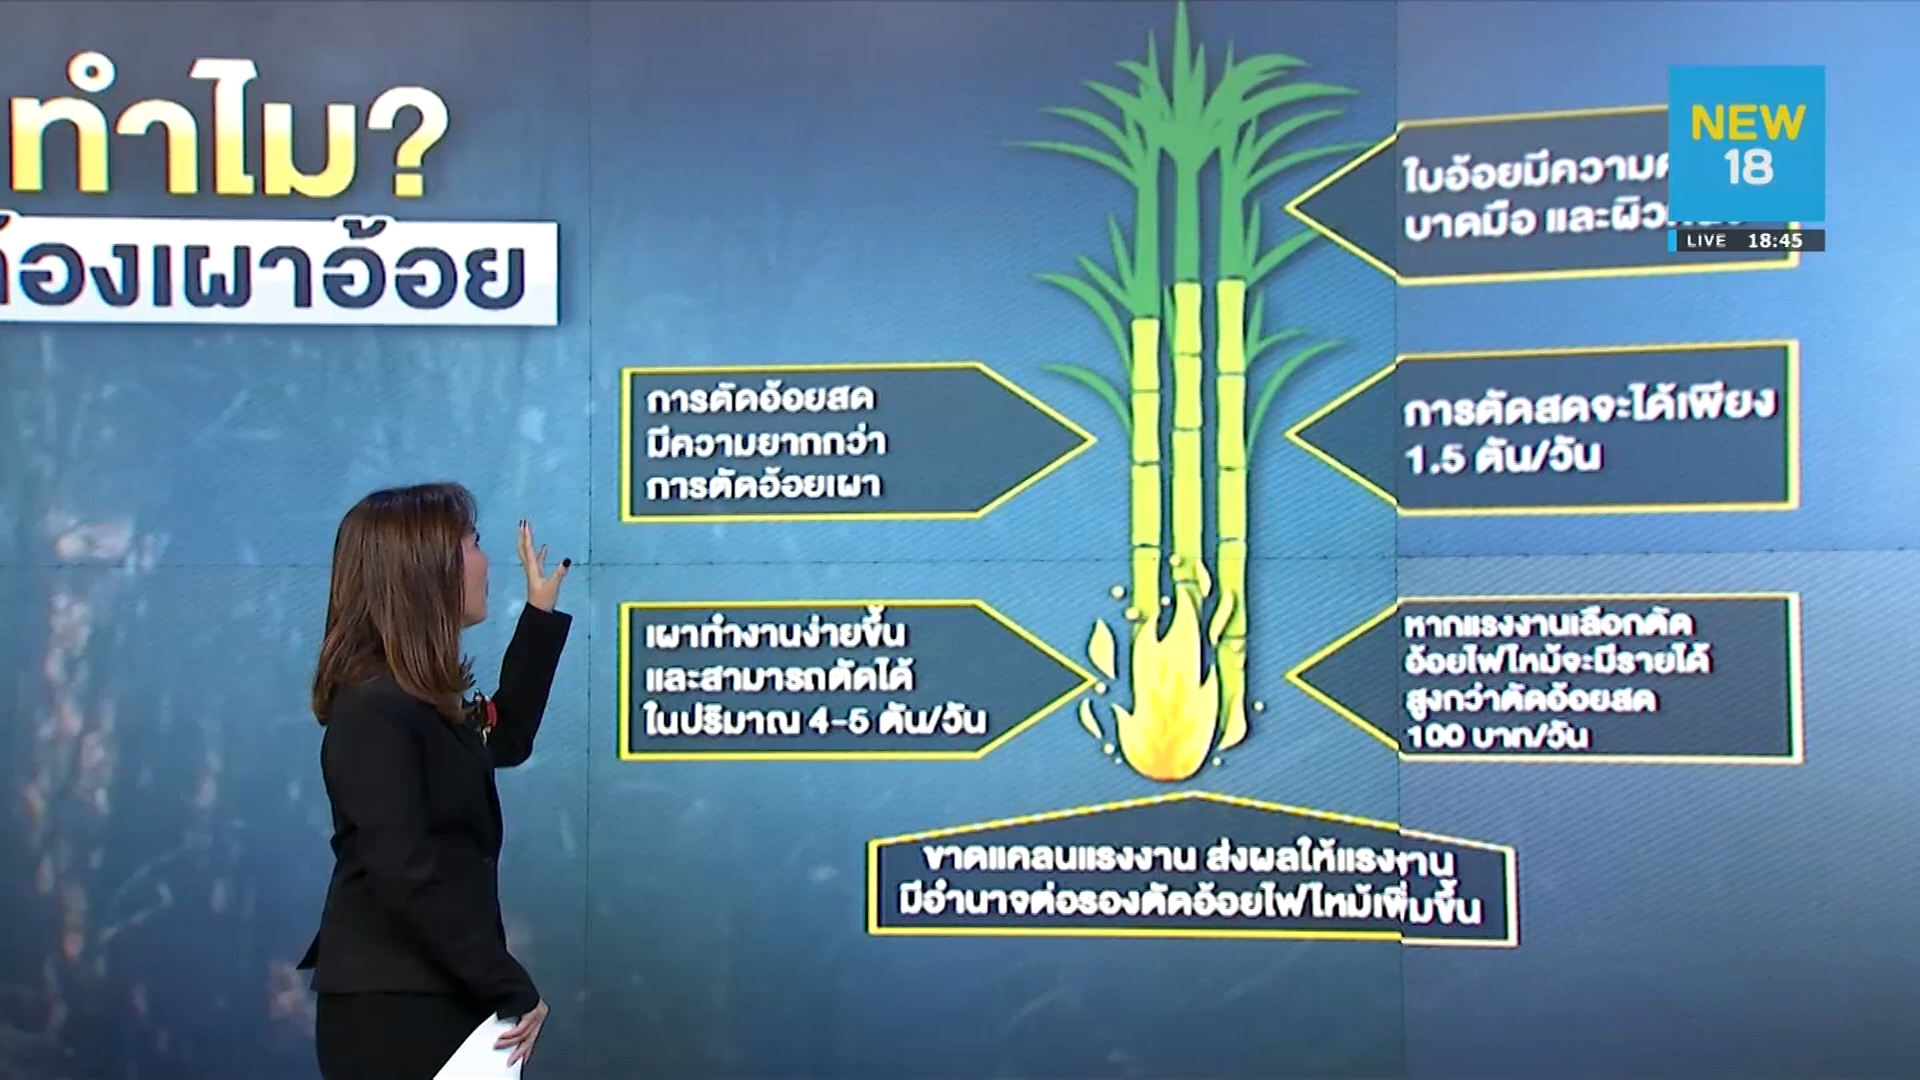 ทำไม?
ต้องเผาอ้อย
NEW
18
LIVE 18:45
ใบอ้อยมีความ
บาดมือ และ
การตัดอ้อยสด
มีความยากกว่า
การตัดอ้อยเผา
การตัดสดจะได้เพียง
1.5 ตัน/วัน
เผาทำงานง่ายขึ้น
และสามารถตัดได้
ในปริมาณ 4-5 ตัน/วัน
หากแรงงานเลือกตัด
อ้อยไฟไหม้จะมีรายได้
สูงกว่าตัดอ้อยสด
100 บาท/วัน
ขาดแคลนแรงงาน ส่งผลให้แรงงาน
มีอำนาจต่อรองตัดอ้อยไฟไหม้เพิ่มขึ้น